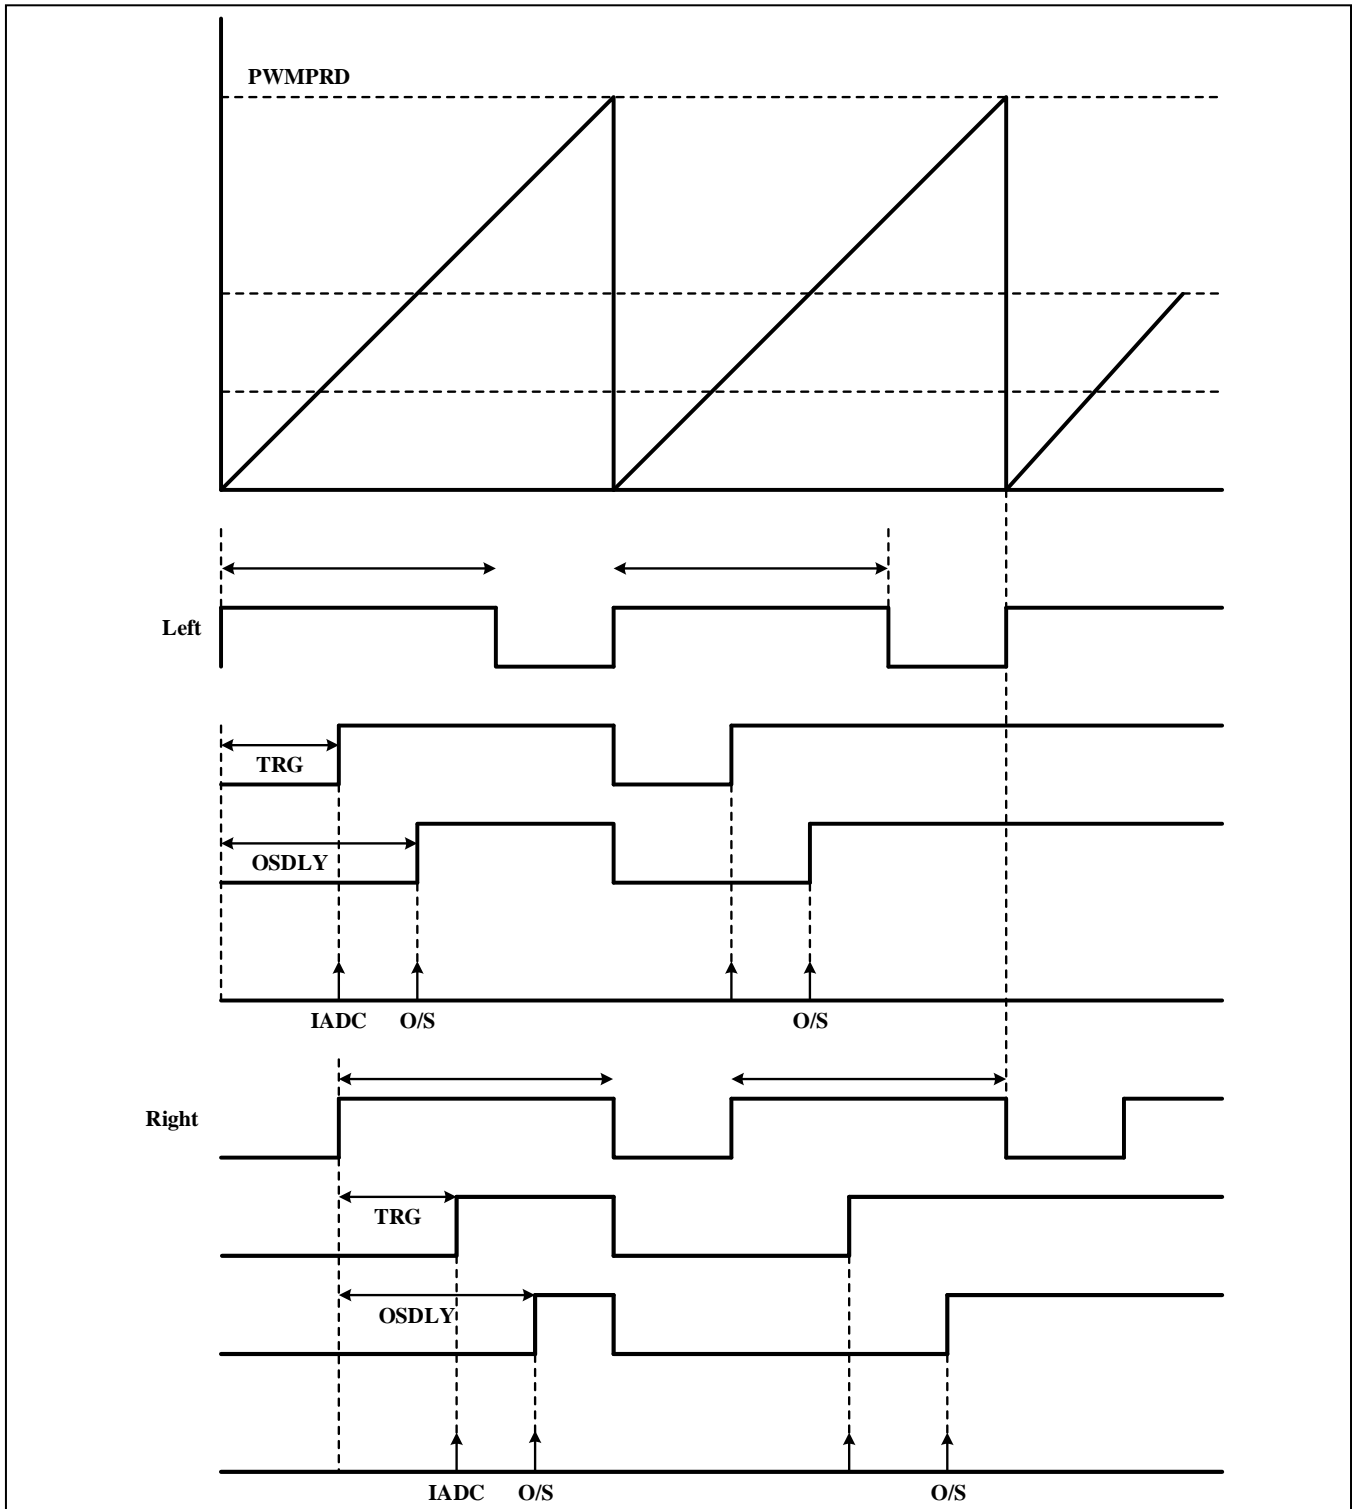 PWMPRD
Left
TRG
OSDLY
IADC O/S O/S
Right
TRG
OSDLY
IADC O/S O/S